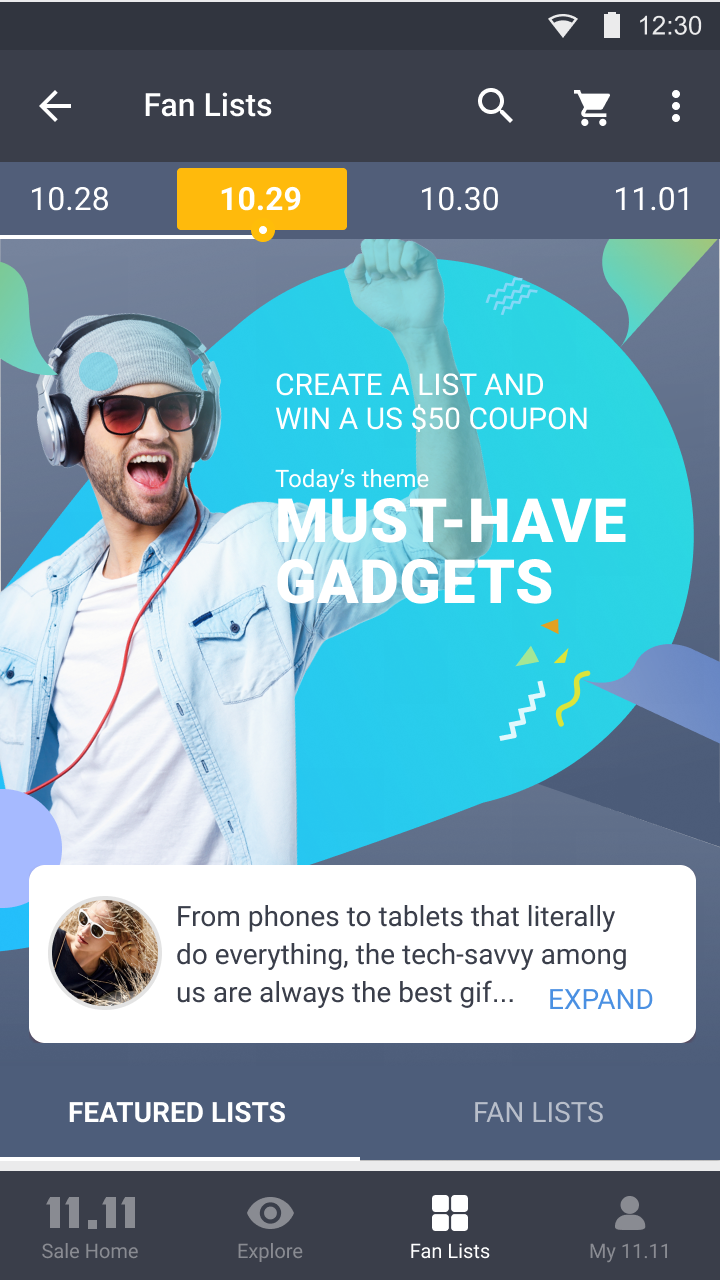 12:30
Fan Lists
10.28
10.29
10.30
11.01
CREATE A LIST AND
WIN A US $50 COUPON
Today’s theme
MUST-HAVE
GADGETS
From phones to tablets that literally
do everything, the tech-savvy among
us are always the best gif...
EXPAND
FEATURED LISTS
FAN LISTS
11.11
Sale Home
Explore
Fan Lists
My 11.11